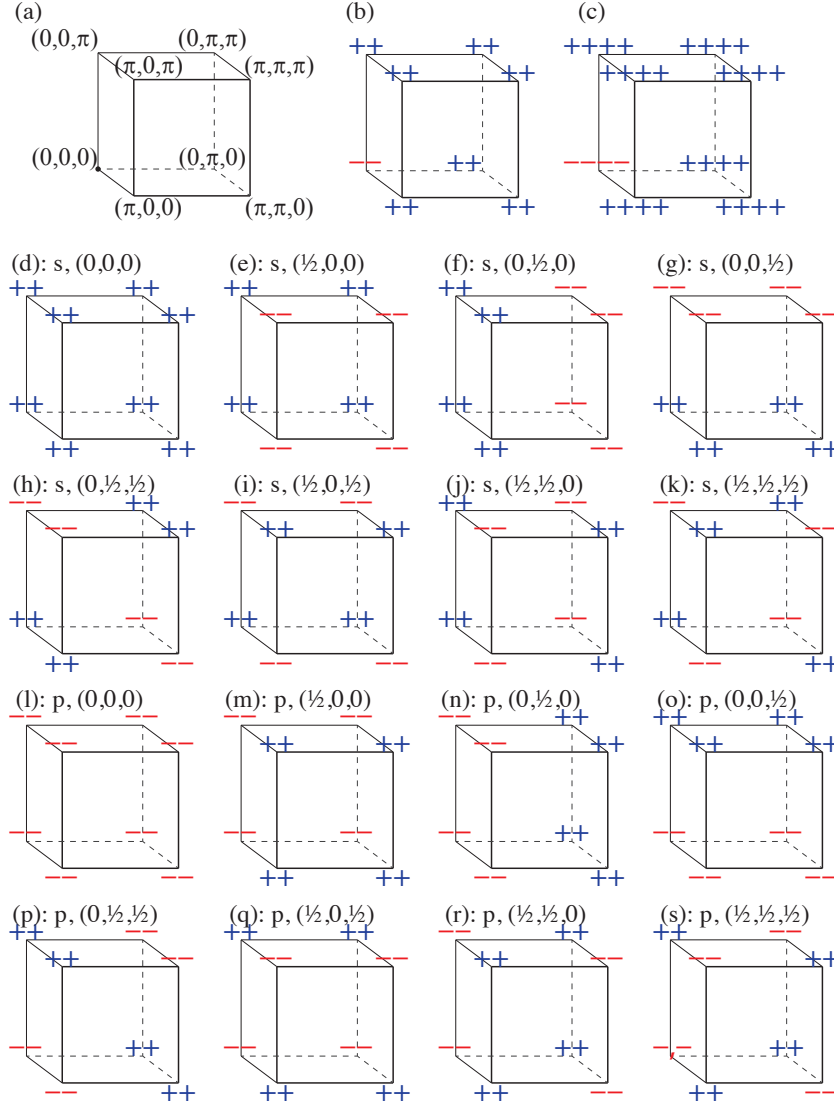 (a) (b) (c)
(0,0,π) (0,π,π) ++ ++ ++++ ++++
(π,0,π) (π,π,π) ++ ++ ++++ ++++
(0,0,0) (0,π,0) −− ++ −−−− ++++
(π,0,0) (π,π,0) ++ ++ ++++ ++++
(d): s, (0,0,0) (e): s, (½,0,0) (f): s, (0,½,0) (g): s, (0,0,½)
++ ++ ++ ++ ++ −− −− −−
++ ++ −− −− ++ −− −− −−
++ ++ ++ ++ ++ −− ++ ++
++ ++ −− −− ++ −− ++ ++
(h): s, (0,½,½) (i): s, (½,0,½) (j): s, (½,½,0) (k): s, (½,½,½)
−− ++ −− −− ++ −− −− ++
−− ++ ++ ++ −− ++ ++ −−
++ −− ++ ++ ++ −− ++ −−
++ −− −− −− −− ++ −− ++
(l): p, (0,0,0) (m): p, (½,0,0) (n): p, (0,½,0) (o): p, (0,0,½)
−− −− −− −− −− ++ ++ ++
−− −− ++ ++ −− ++ ++ ++
−− −− −− −− −− ++ −− −−
−− −− ++ ++ −− ++ −− −−
(p): p, (0,½,½) (q): p, (½,0,½) (r): p, (½,½,0) (s): p, (½,½,½)
++ −− ++ ++ −− ++ ++ −−
++ −− −− −− ++ −− −− ++
−− ++ −− −− −− ++ −− ++
−− ++ ++ ++ ++ −− ++ −−